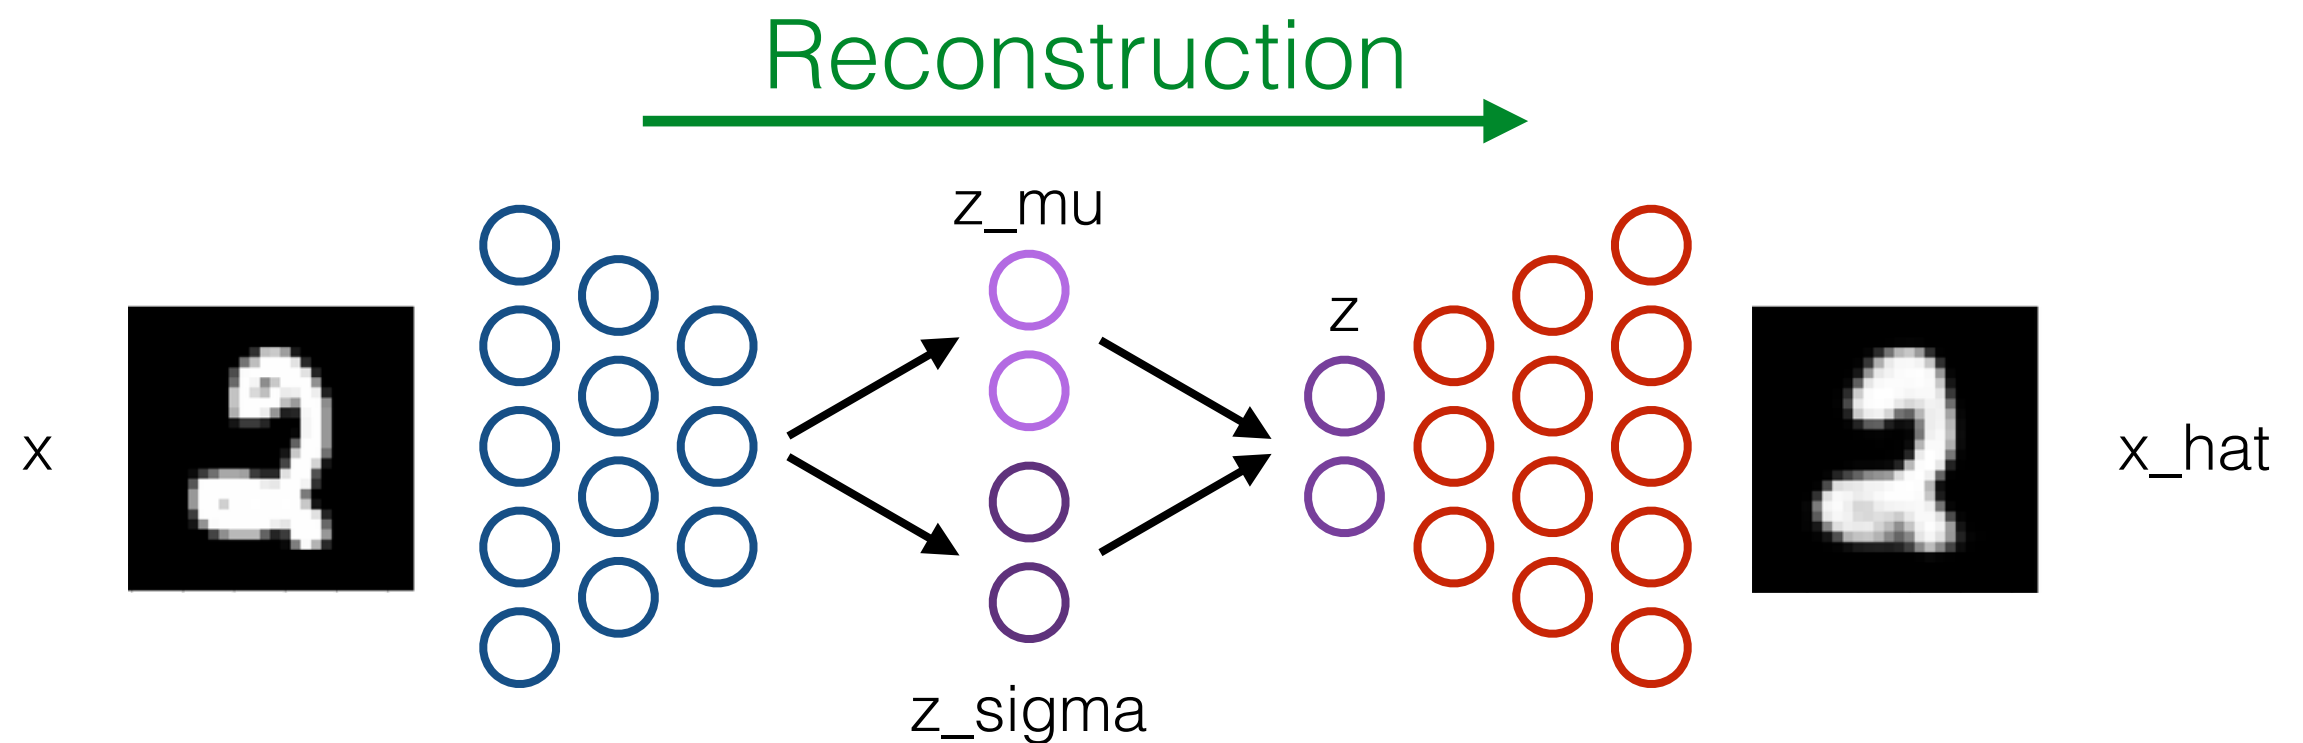 Reconstruction
z_mu
z
x
x_hat
z_sigma